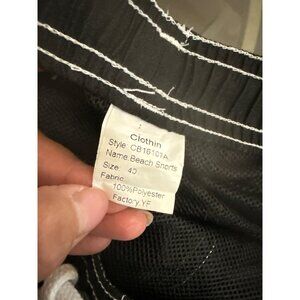 Clothin
Style: CB16101A
Name:Beach Shorts
Size: 40
Fabric:
100%Polyester
Factory:YF